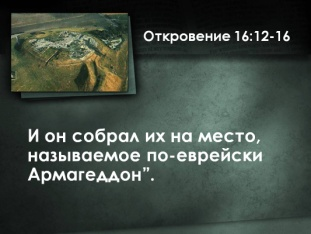 Откровение 16:12-16
И он собрал их на место,
называемое по-еврейски
Армагеддон”.